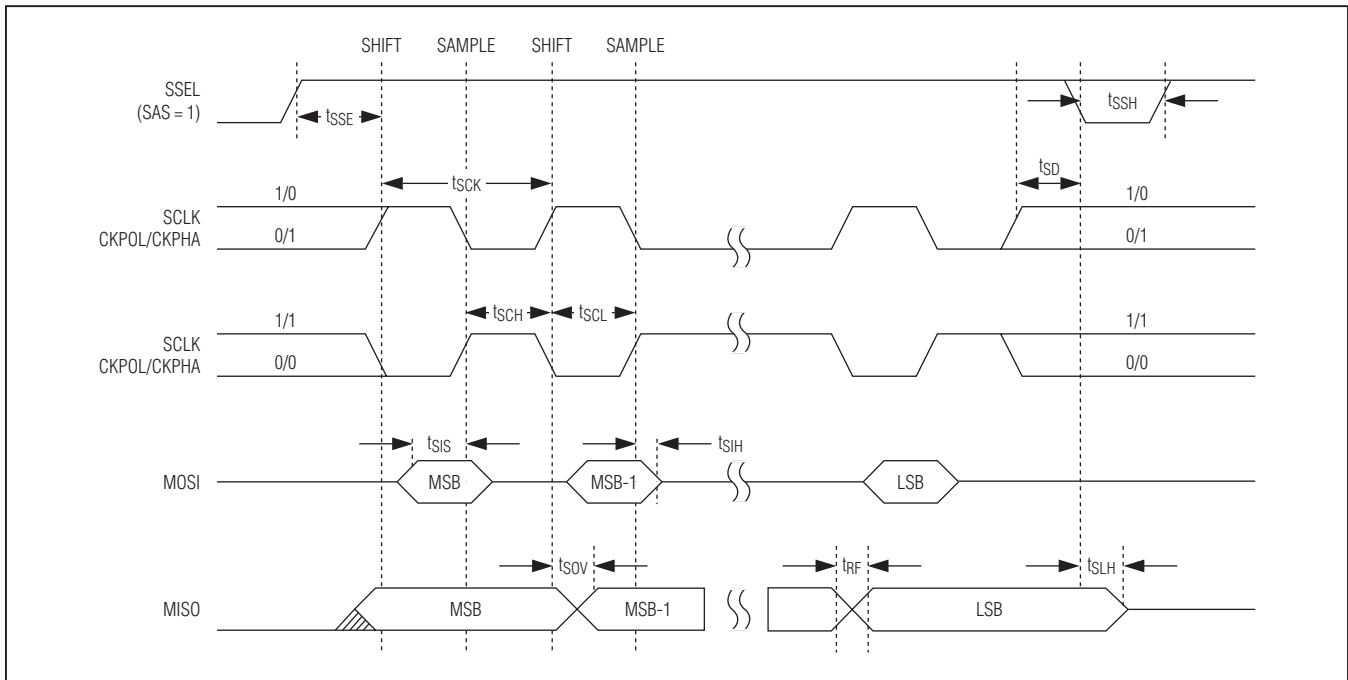 SHIFT SAMPLE SHIFT SAMPLE
SSEL
(SAS = 1)
tSSE
tSSH
tSD
tSCK
1/0 1/0
SCLK
CKPOL/CKPHA
0/1 0/1
tSCH tSCL
1/1 1/1
SCLK
CKPOL/CKPHA
0/0 0/0
tSIS tSIH
MOSI MSB MSB-1 LSB
tSOV tRF tSLH
MISO MSB MSB-1 LSB